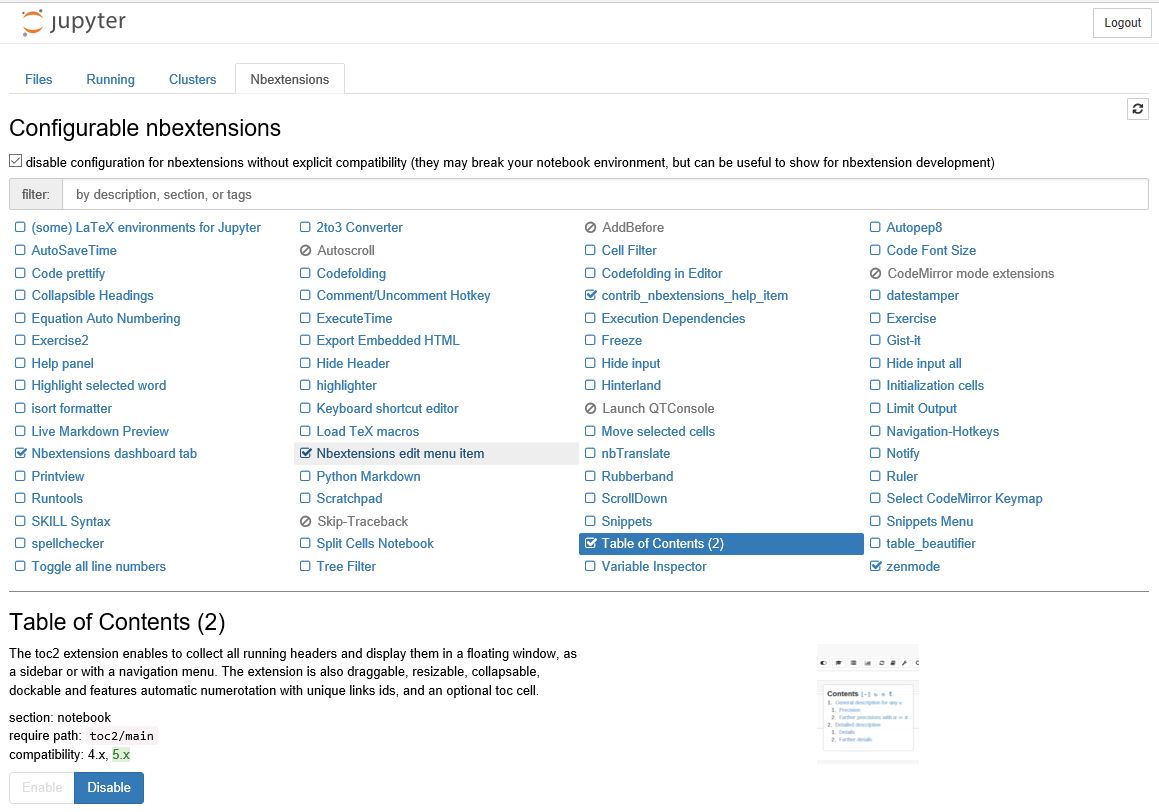 jupyter
Logout
Files Running Clusters Nbextensions
Configurable nbextensions
disable configuration for nbextensions without explicit compatibility (they may break your notebook environment, but can be useful to show for nbextension development)
filter: by description, section, or tags
(some) LaTeX environments for Jupyter 2to3 Converter AddBefore Autopep8
AutoSaveTime Autoscroll Cell Filter Code Font Size
Code prettify Codefolding Codefolding in Editor CodeMirror mode extensions
Collapsible Headings Comment/Uncomment Hotkey contrib_nbextensions_help_item datestamper
Equation Auto Numbering ExecuteTime Execution Dependencies Exercise
Exercise2 Export Embedded HTML Freeze Gist-it
Help panel Hide Header Hide input Hide input all
Highlight selected word highlighter Hinterland Initialization cells
isort formatter Keyboard shortcut editor Launch QTConsole Limit Output
Live Markdown Preview Load TeX macros Move selected cells Navigation-Hotkeys
Nbextensions dashboard tab Nbextensions edit menu item nbTranslate Notify
Printview Python Markdown Rubberband Ruler
Runtools Scratchpad ScrollDown Select CodeMirror Keymap
SKILL Syntax Skip-Traceback Snippets Snippets Menu
spellchecker Split Cells Notebook Table of Contents (2) table_beautifier
Toggle all line numbers Tree Filter Variable Inspector zenmode
Table of Contents (2)
The toc2 extension enables to collect all running headers and display them in a floating window, as
a sidebar or with a navigation menu. The extension is also draggable, resizable, collapsable,
dockable and features automatic numerotation with unique links ids, and an optional toc cell.
section: notebook
require path: toc2/main
compatibility: 4.x, 5.x
Enable Disable
Contents [-]
1. General description for any
1. Precision
2. Further precisions with
2. Detailed description
1. Details
2. Further details